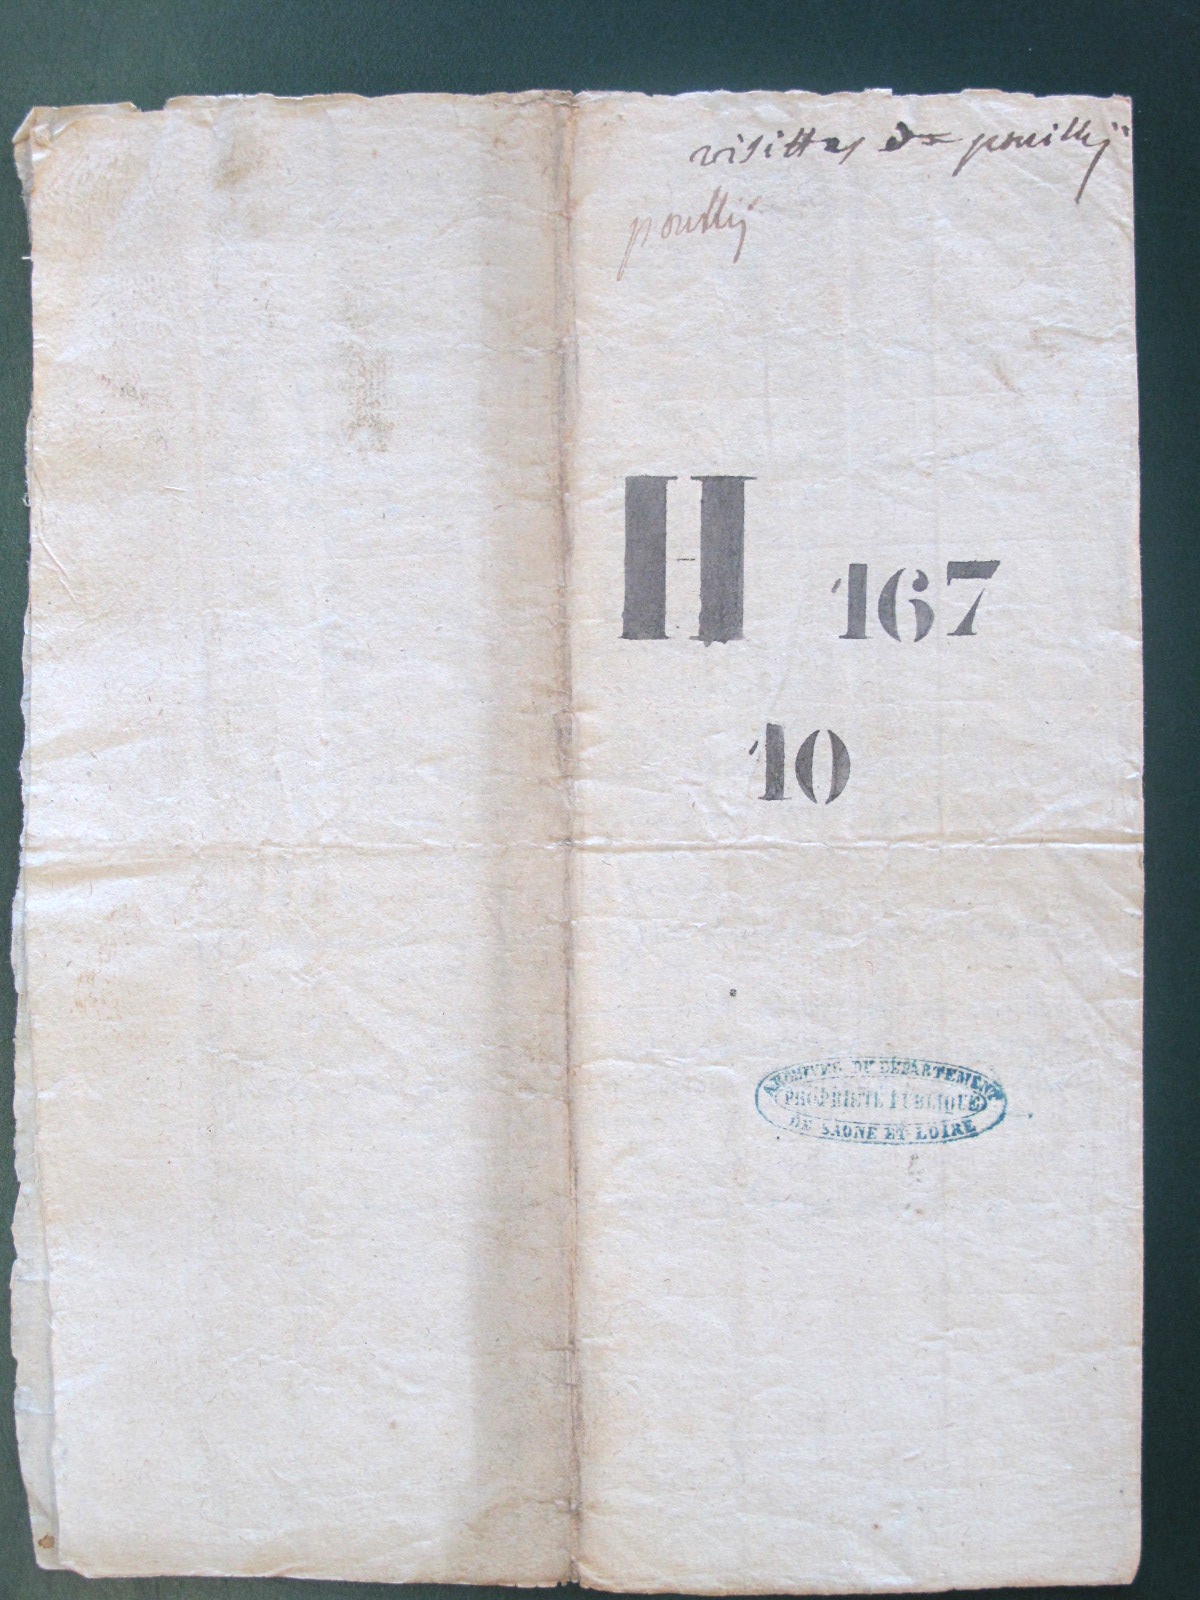 visittes de pouilly
pouilly
H 167
10
ARCHIVES DU DÉPARTEMENT
PROPRIÉTÉ PUBLIQUE
DE SAONE ET LOIRE